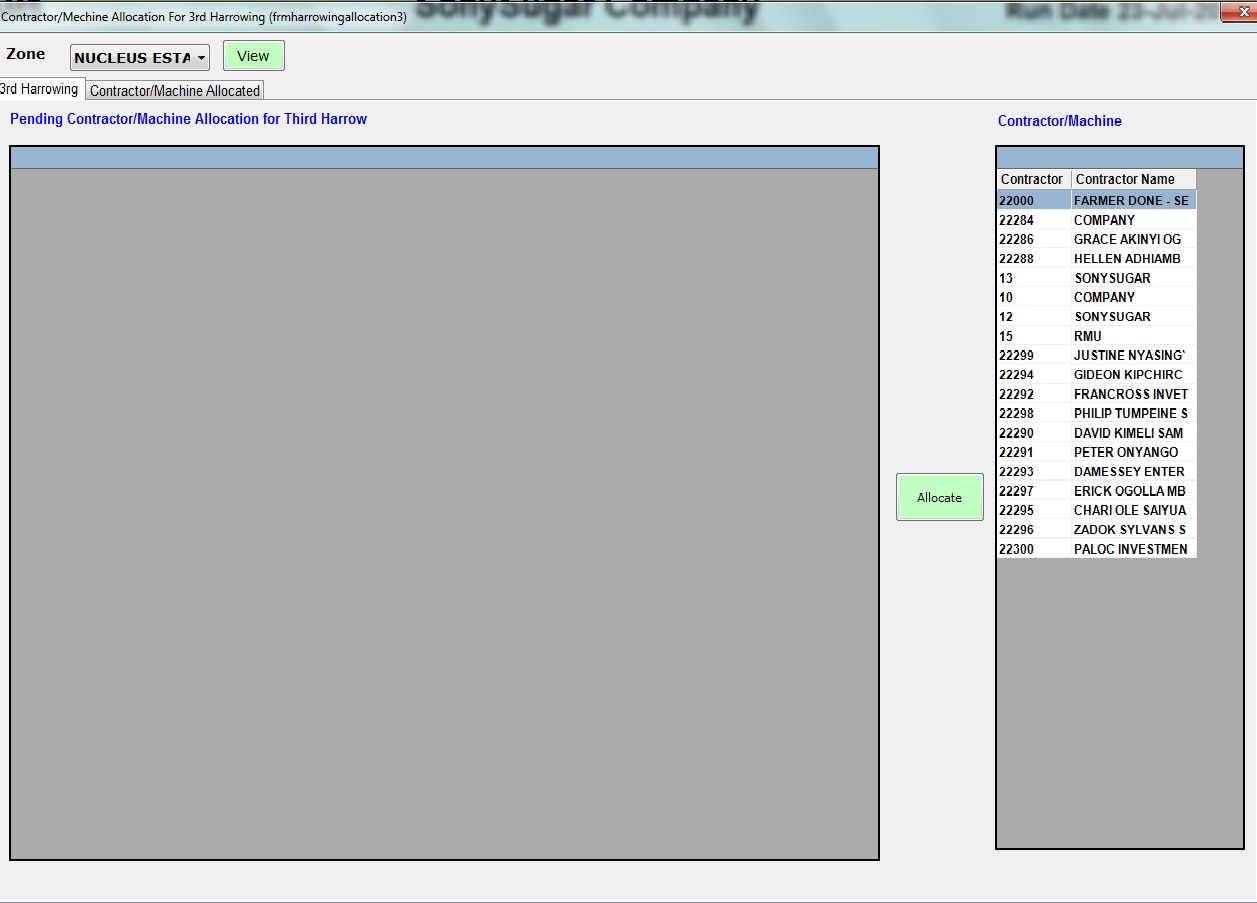 SonySugar Company
Run Date 23-Jul-20
Contractor/Mechine Allocation For 3rd Harrowing (frmharrowingallocation3)
Zone NUCLEUS ESTA View
3rd Harrowing Contractor/Machine Allocated
Pending Contractor/Machine Allocation for Third Harrow
Contractor/Machine
Contractor Contractor Name
22000 FARMER DONE - SE
22284 COMPANY
22286 GRACE AKINYI OG
22288 HELLEN ADHIAMB
13 SONYSUGAR
10 COMPANY
12 SONYSUGAR
15 RMU
22299 JUSTINE NYASING`
22294 GIDEON KIPCHIRC
22292 FRANCROSS INVET
22298 PHILIP TUMPEINE S
22290 DAVID KIMELI SAM
22291 PETER ONYANGO
22293 DAMESSEY ENTER
22297 ERICK OGOLLA MB
22295 CHARI OLE SAIYUA
22296 ZADOK SYLVANS S
22300 PALOC INVESTMEN
Allocate